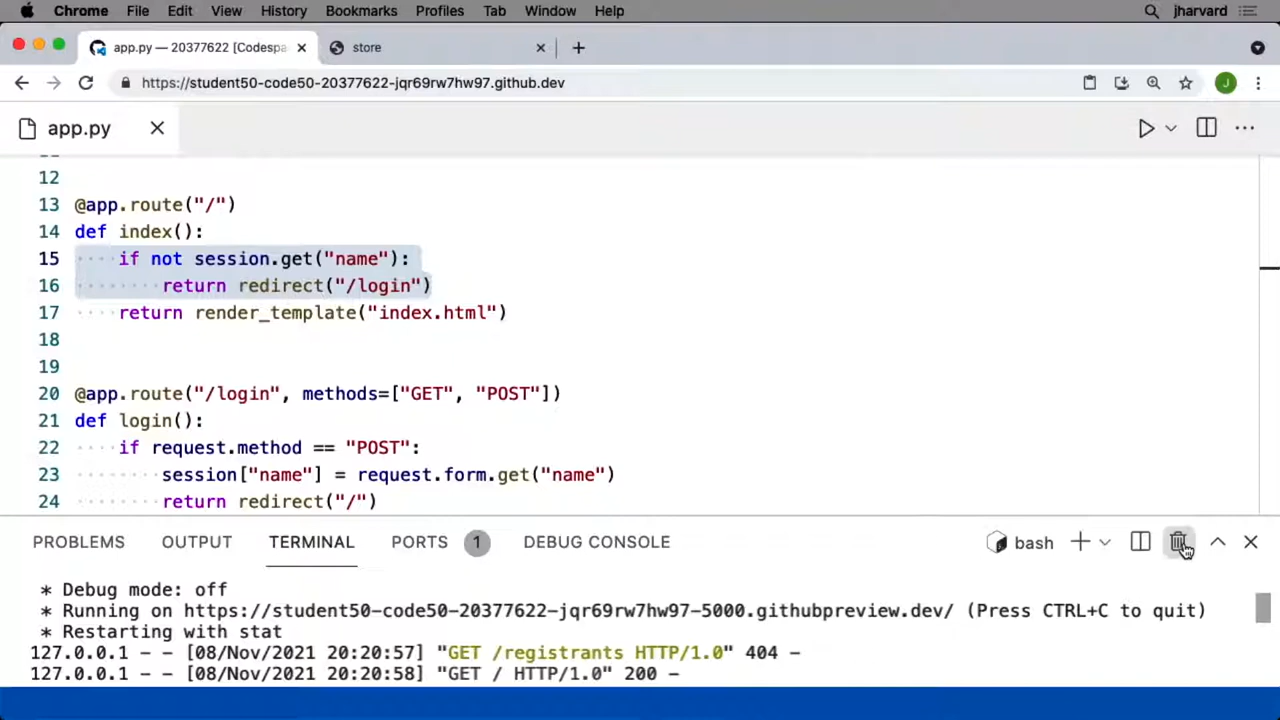 Chrome File Edit View History Bookmarks Profiles Tab Window Help jharvard
app.py — 20377622 [Codespa store
https://student50-code50-20377622-jqr69rw7hw97.github.dev J
app.py
12
13 @app.route("/")
14 def index():
15 if not session.get("name"):
16 return redirect("/login")
17 return render_template("index.html")
18
19
20 @app.route("/login", methods=["GET", "POST"])
21 def login():
22 if request.method == "POST":
23 session["name"] = request.form.get("name")
24 return redirect("/")
PROBLEMS OUTPUT TERMINAL PORTS 1 DEBUG CONSOLE bash
* Debug mode: off
* Running on https://student50-code50-20377622-jqr69rw7hw97-5000.githubpreview.dev/ (Press CTRL+C to quit)
* Restarting with stat
127.0.0.1 - - [08/Nov/2021 20:20:57] "GET /registrants HTTP/1.0" 404 -
127.0.0.1 - - [08/Nov/2021 20:20:58] "GET / HTTP/1.0" 200 -